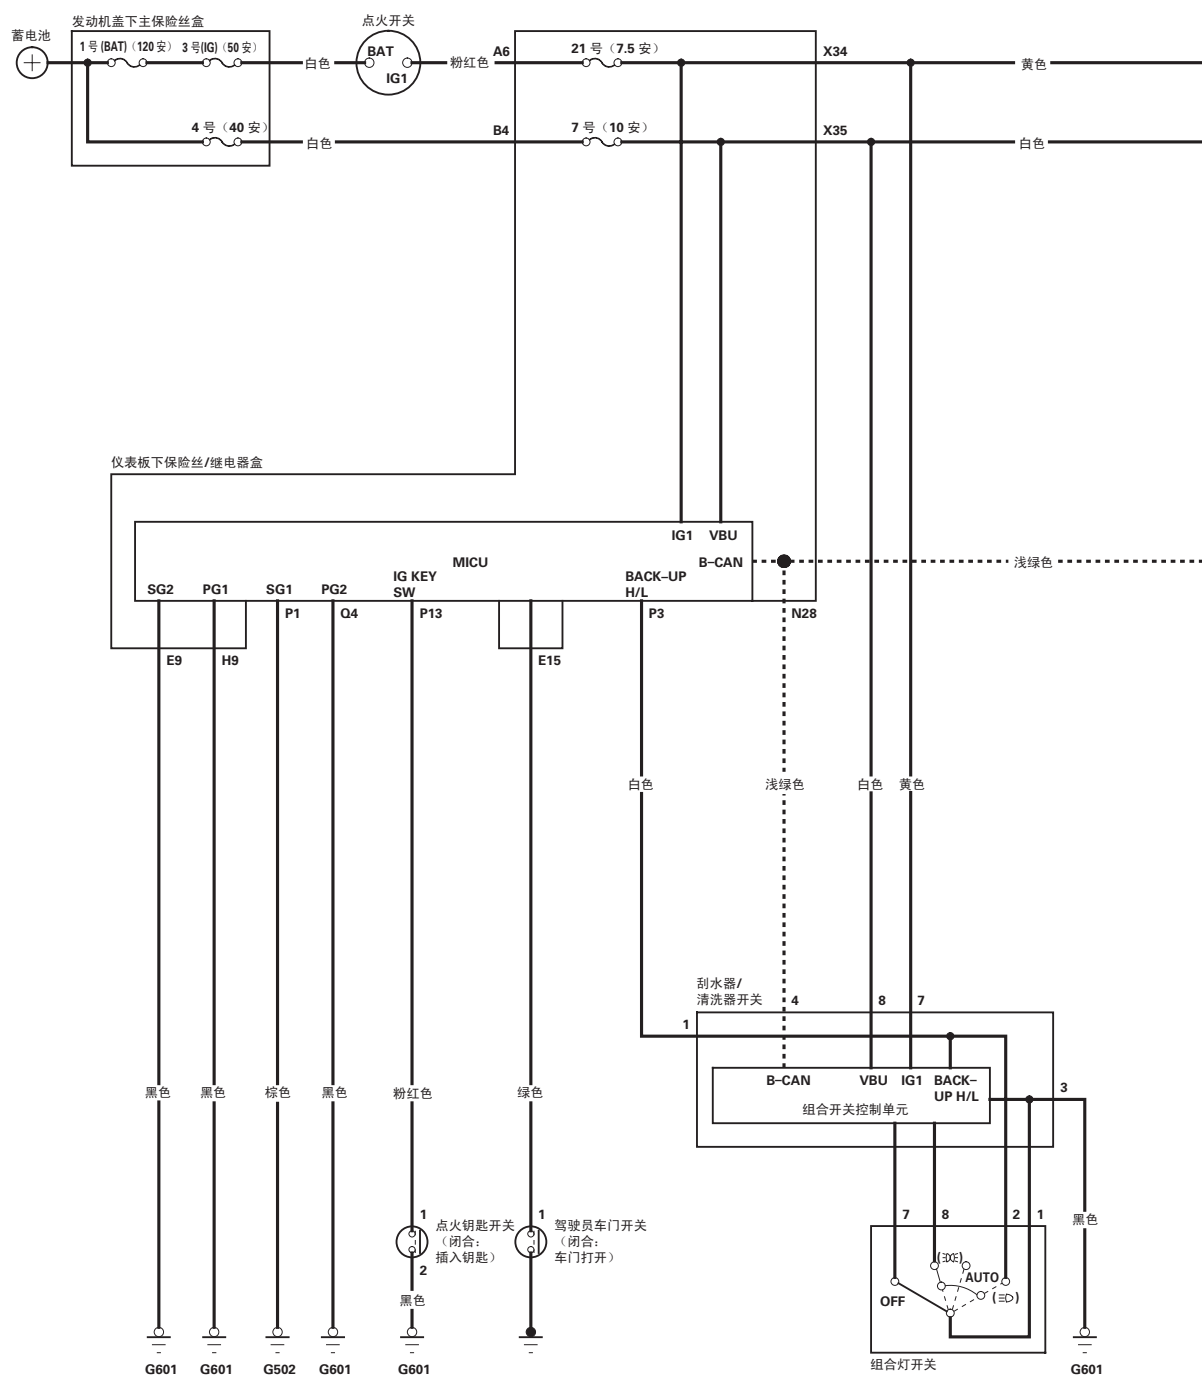 发动机盖下主保险丝盒
点火开关
蓄电池
1 号 (BAT)（120 安）
3 号(IG)（50 安）
白色
BAT
IG1
粉红色
A6
21 号（7.5 安）
X34
黄色
4 号（40 安）
白色
B4
7 号（10 安）
X35
白色
仪表板下保险丝/继电器盒
IG1
VBU
MICU
B–CAN
浅绿色
SG2
PG1
SG1
PG2
IG KEY
SW
BACK–UP
H/L
P1
Q4
P13
P3
N28
E9
H9
E15
白色
浅绿色
白色
黄色
刮水器/
清洗器开关
4
8
7
1
B–CAN
VBU
IG1
BACK–
UP H/L
3
组合开关控制单元
黑色
黑色
棕色
黑色
粉红色
绿色
1
点火钥匙开关
（闭合：
插入钥匙）
2
1
驾驶员车门开关
（闭合：
车门打开）
7
8
2
1
黑色
AUTO
OFF
黑色
组合灯开关
G601
G601
G502
G601
G601
G601